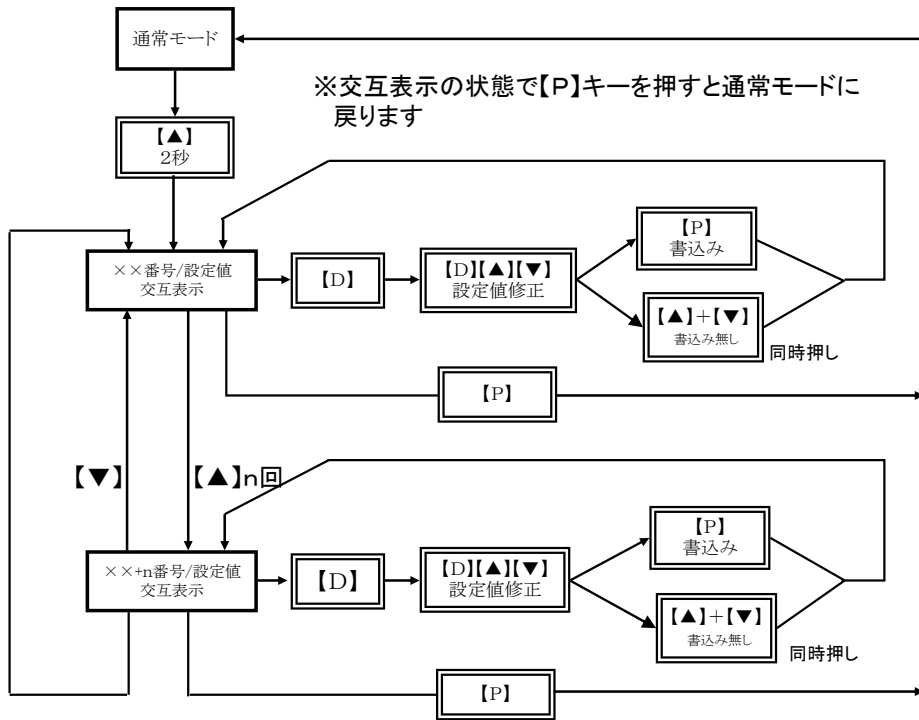 通常モード
※交互表示の状態で【P】キーを押すと通常モードに
戻ります
【▲】
2秒
××番号/設定値
交互表示
【D】
【D】【▲】【▼】
設定値修正
【P】
書込み
【▲】+【▼】
書込み無し
同時押し
【P】
【▼】
【▲】n回
××+n番号/設定値
交互表示
【D】
【D】【▲】【▼】
設定値修正
【P】
書込み
【▲】+【▼】
書込み無し
同時押し
【P】